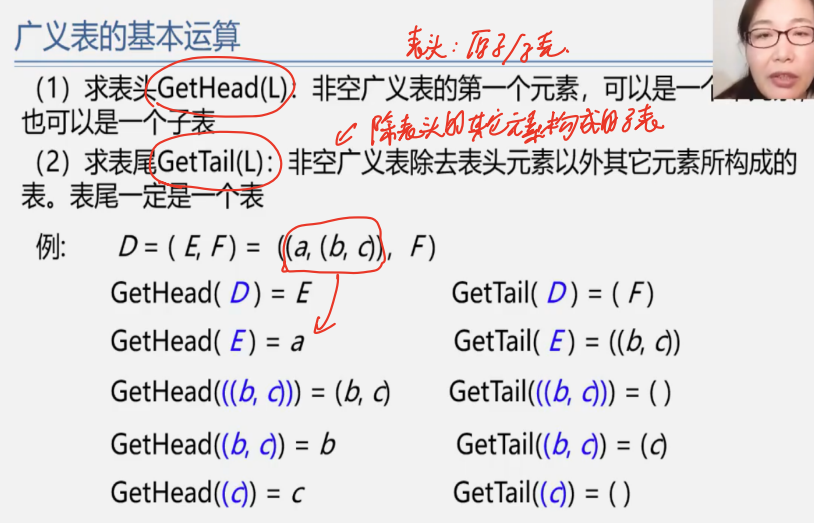 广义表的基本运算
表头：原子/子表.
（1）求表头GetHead(L)：非空广义表的第一个元素，可以是一个
也可以是一个子表
除表头的其它元素构成的子表
（2）求表尾GetTail(L)：非空广义表除去表头元素以外其它元素所构成的
表。表尾一定是一个表
例: D = ( E, F ) = ((a, (b, c)), F )
GetHead( D ) = E GetTail( D ) = ( F )
GetHead( E ) = a GetTail( E ) = ((b, c))
GetHead(((b, c))) = (b, c) GetTail(((b, c))) = ( )
GetHead((b, c)) = b GetTail((b, c)) = (c)
GetHead((c)) = c GetTail((c)) = ( )